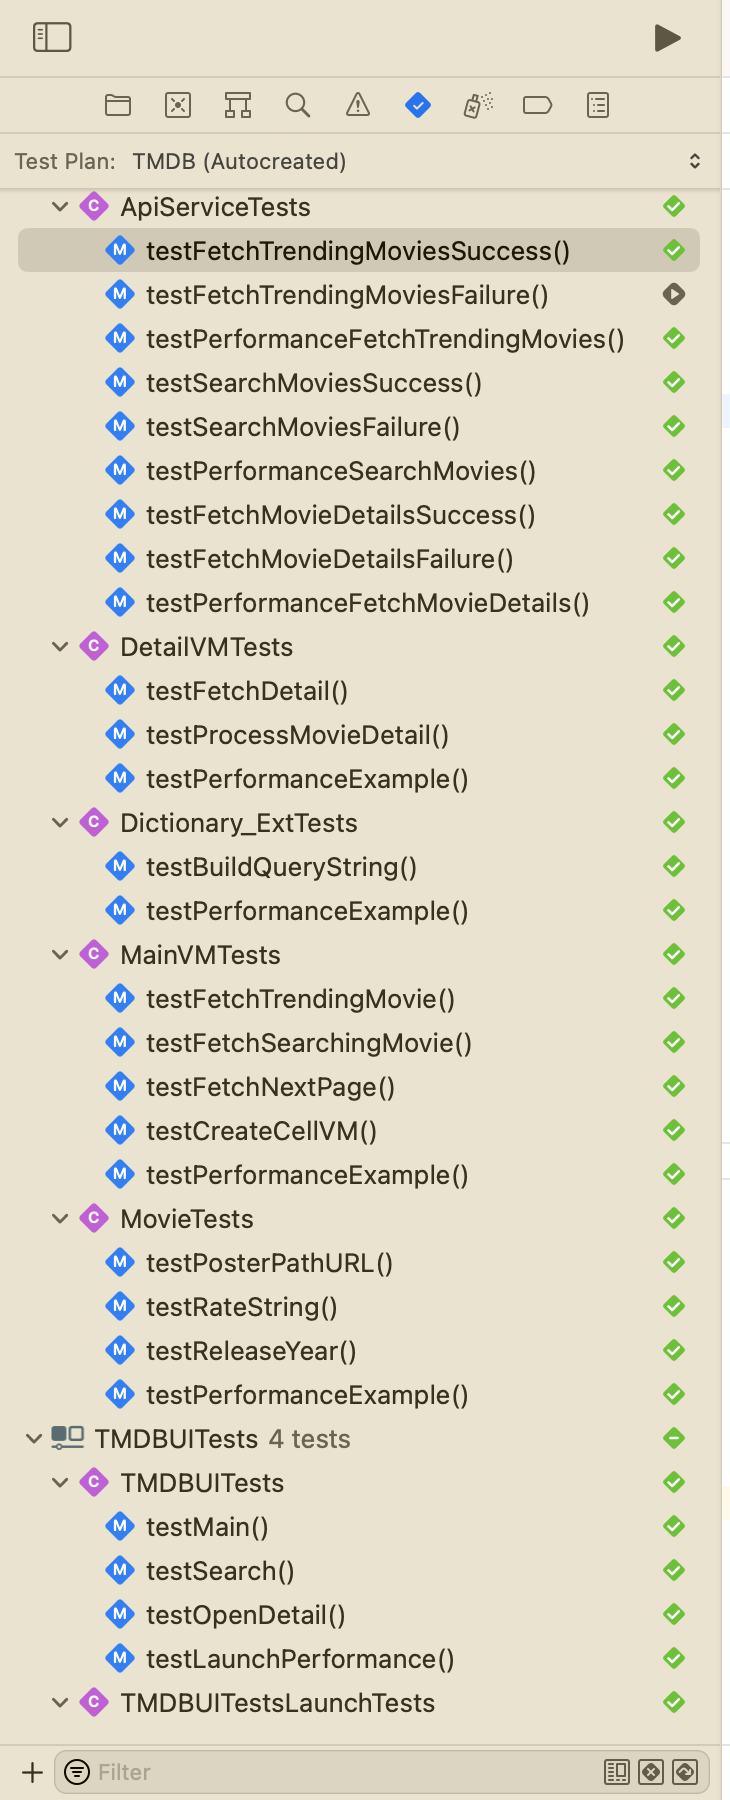 Test Plan: TMDB (Autocreated)
C ApiServiceTests
M testFetchTrendingMoviesSuccess()
M testFetchTrendingMoviesFailure()
M testPerformanceFetchTrendingMovies()
M testSearchMoviesSuccess()
M testSearchMoviesFailure()
M testPerformanceSearchMovies()
M testFetchMovieDetailsSuccess()
M testFetchMovieDetailsFailure()
M testPerformanceFetchMovieDetails()
C DetailVMTests
M testFetchDetail()
M testProcessMovieDetail()
M testPerformanceExample()
C Dictionary_ExtTests
M testBuildQueryString()
M testPerformanceExample()
C MainVMTests
M testFetchTrendingMovie()
M testFetchSearchingMovie()
M testFetchNextPage()
M testCreateCellVM()
M testPerformanceExample()
C MovieTests
M testPosterPathURL()
M testRateString()
M testReleaseYear()
M testPerformanceExample()
TMDBUITests 4 tests
C TMDBUITests
M testMain()
M testSearch()
M testOpenDetail()
M testLaunchPerformance()
C TMDBUITestsLaunchTests
Filter